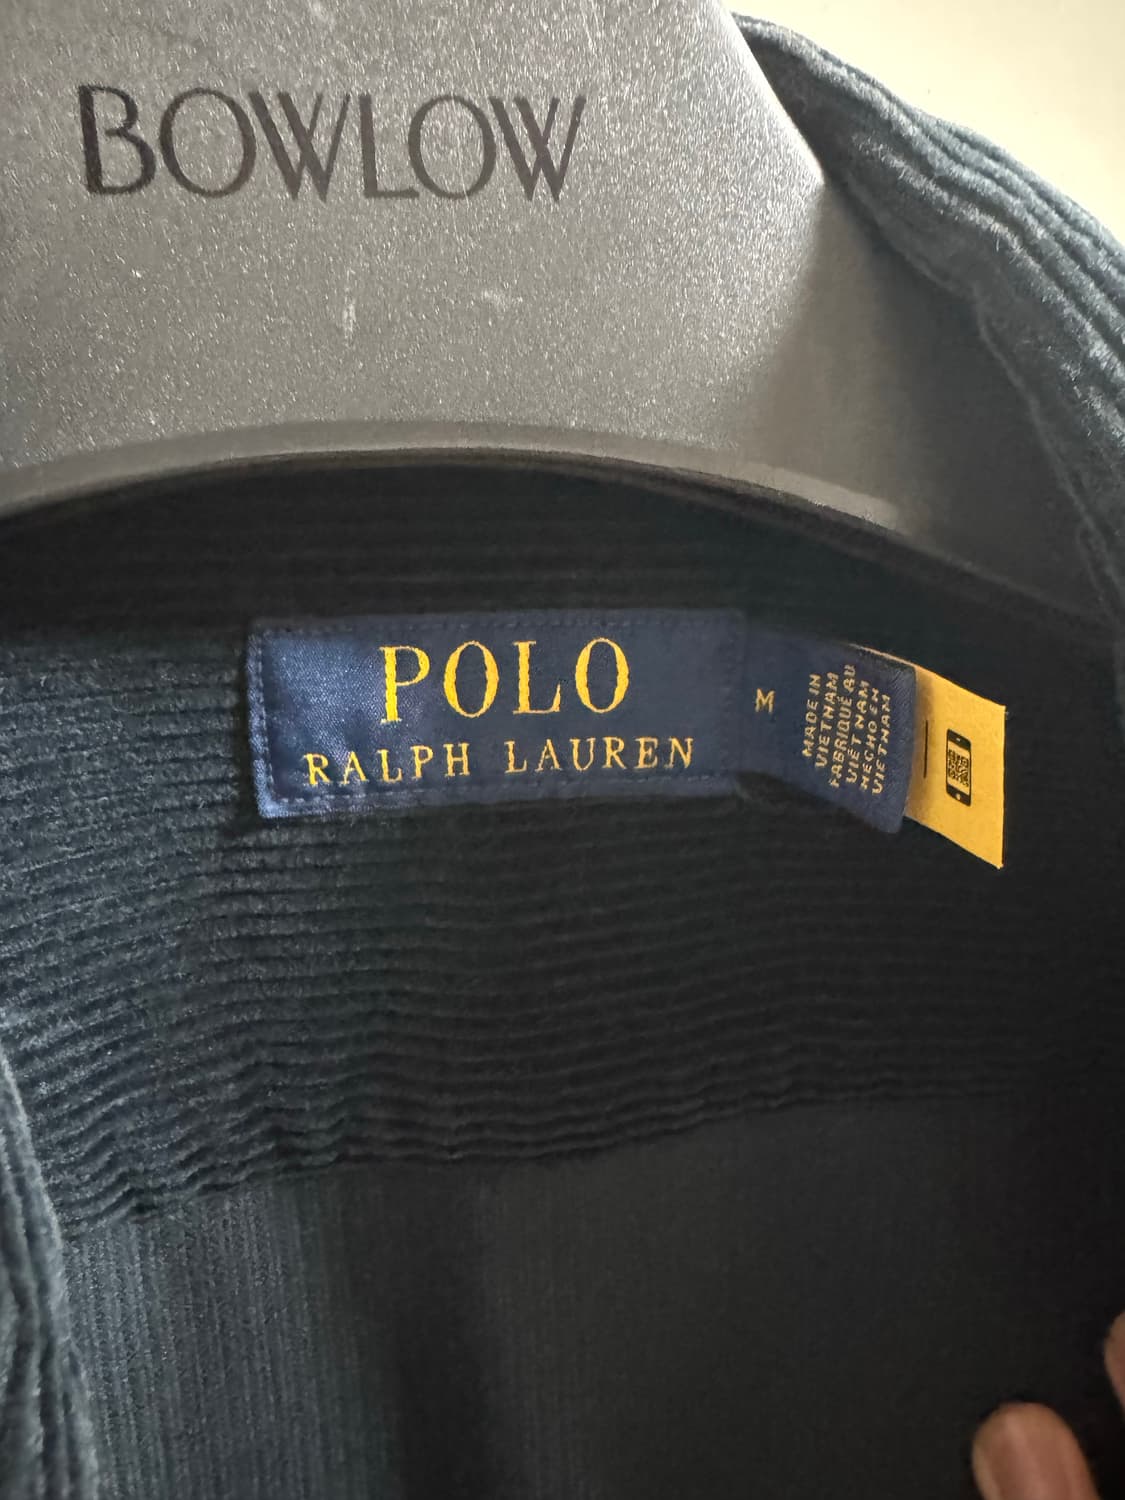 BOWLOW
POLO
RALPH LAUREN
M
MADE IN
VIETNAM
FABRIQUÉ AU
VIET NAM
HECHO EN
VIETNAM